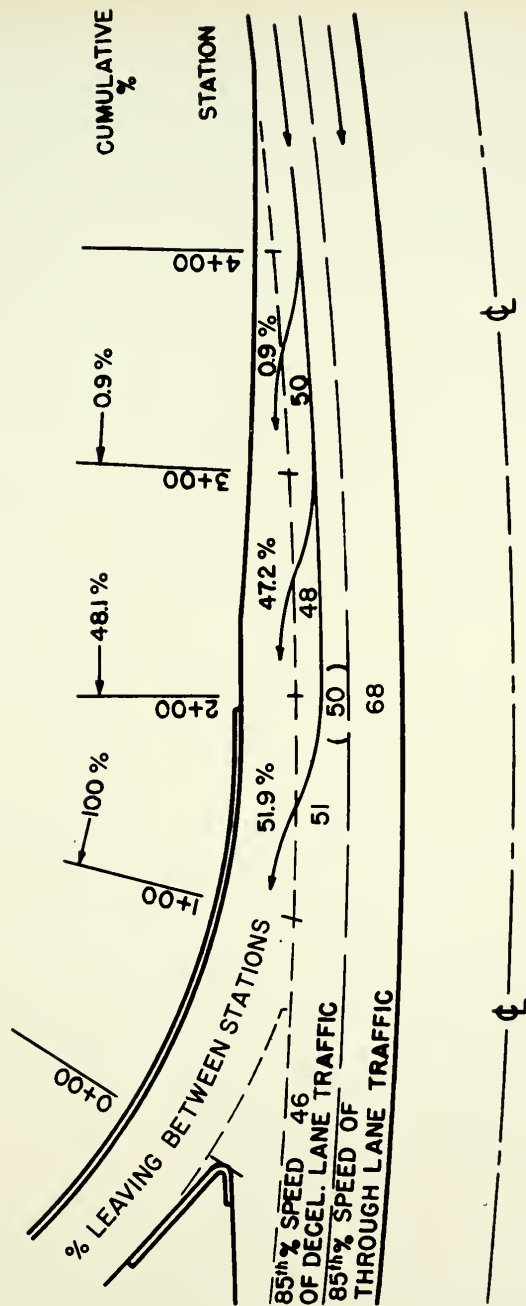 CUMULATIVE
%
STATION
0.9 %
48.1 %
100 %
4+00
3+00
2+00
1+00
0+00
0.9 %
50
47.2 %
48
51.9 %
51
( 50 )
68
% LEAVING BETWEEN STATIONS
85th % SPEED 46
OF DECEL. LANE TRAFFIC
85th % SPEED OF
THROUGH LANE TRAFFIC
℄
℄